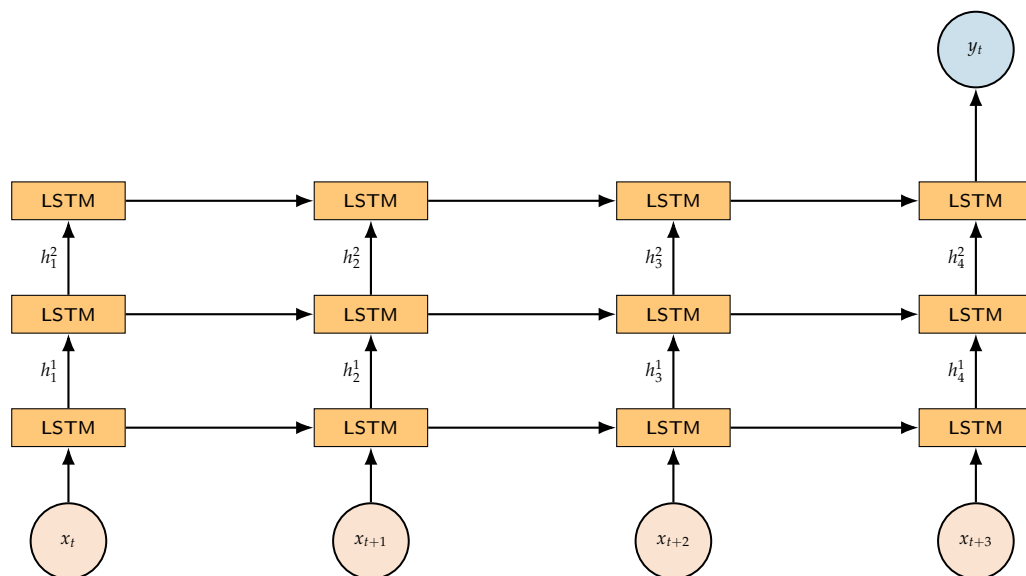 y_t
LSTM LSTM LSTM LSTM
h_1^2 h_2^2 h_3^2 h_4^2
LSTM LSTM LSTM LSTM
h_1^1 h_2^1 h_3^1 h_4^1
LSTM LSTM LSTM LSTM
x_t x_{t+1} x_{t+2} x_{t+3}